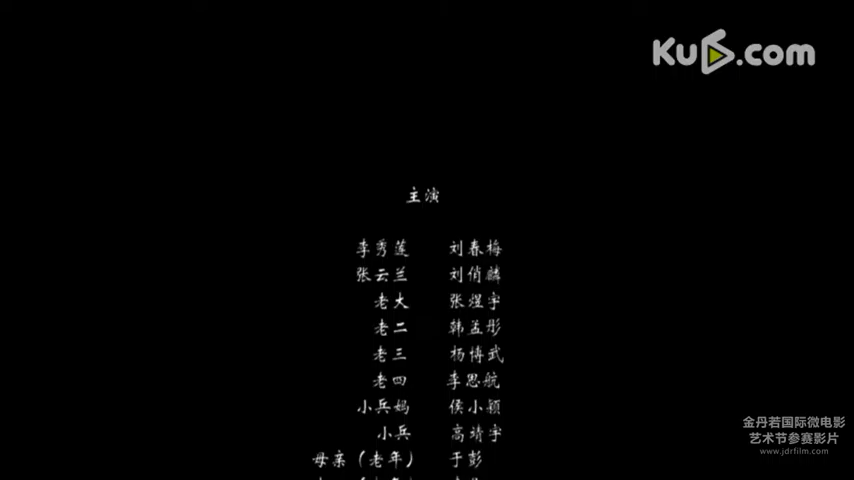 Ku6.com
主演
李秀莲 刘春梅
张云兰 刘俏麟
老大 张煜宇
老二 韩孟彤
老三 杨博武
老四 李思航
小兵妈 侯小颖
小兵 高靖宇
母亲（老年） 于彭
金丹若国际微电影
艺术节参赛影片
www.jdrfilm.com